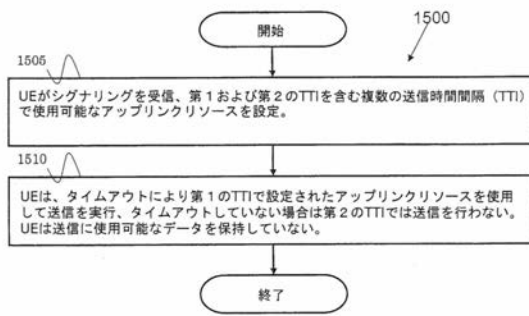 開始
1500
1505
UEがシグナリングを受信、第1および第2のTTIを含む複数の送信時間間隔（TTI）
で使用可能なアップリンクリソースを設定。
1510
UEは、タイムアウトにより第1のTTIで設定されたアップリンクリソースを使用
して送信を実行、タイムアウトしていない場合は第2のTTIでは送信を行わない。
UEは送信に使用可能なデータを保持していない。
終了